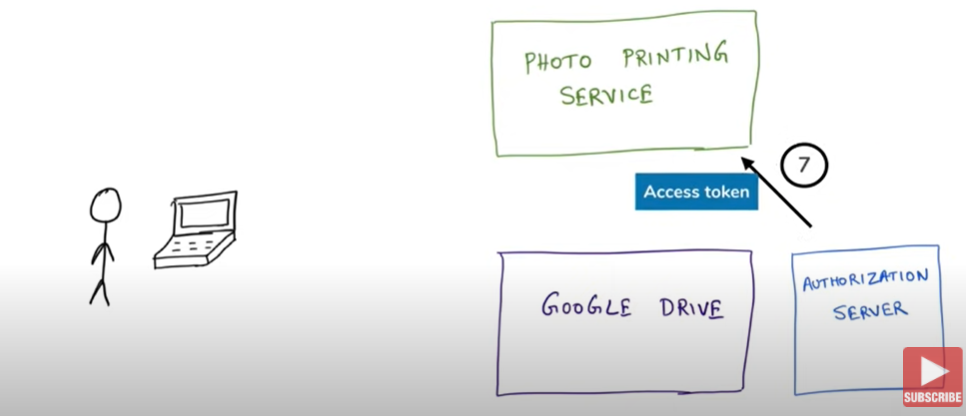 PHOTO PRINTING
SERVICE
7
Access token
GOOGLE DRIVE
AUTHORIZATION
SERVER
SUBSCRIBE